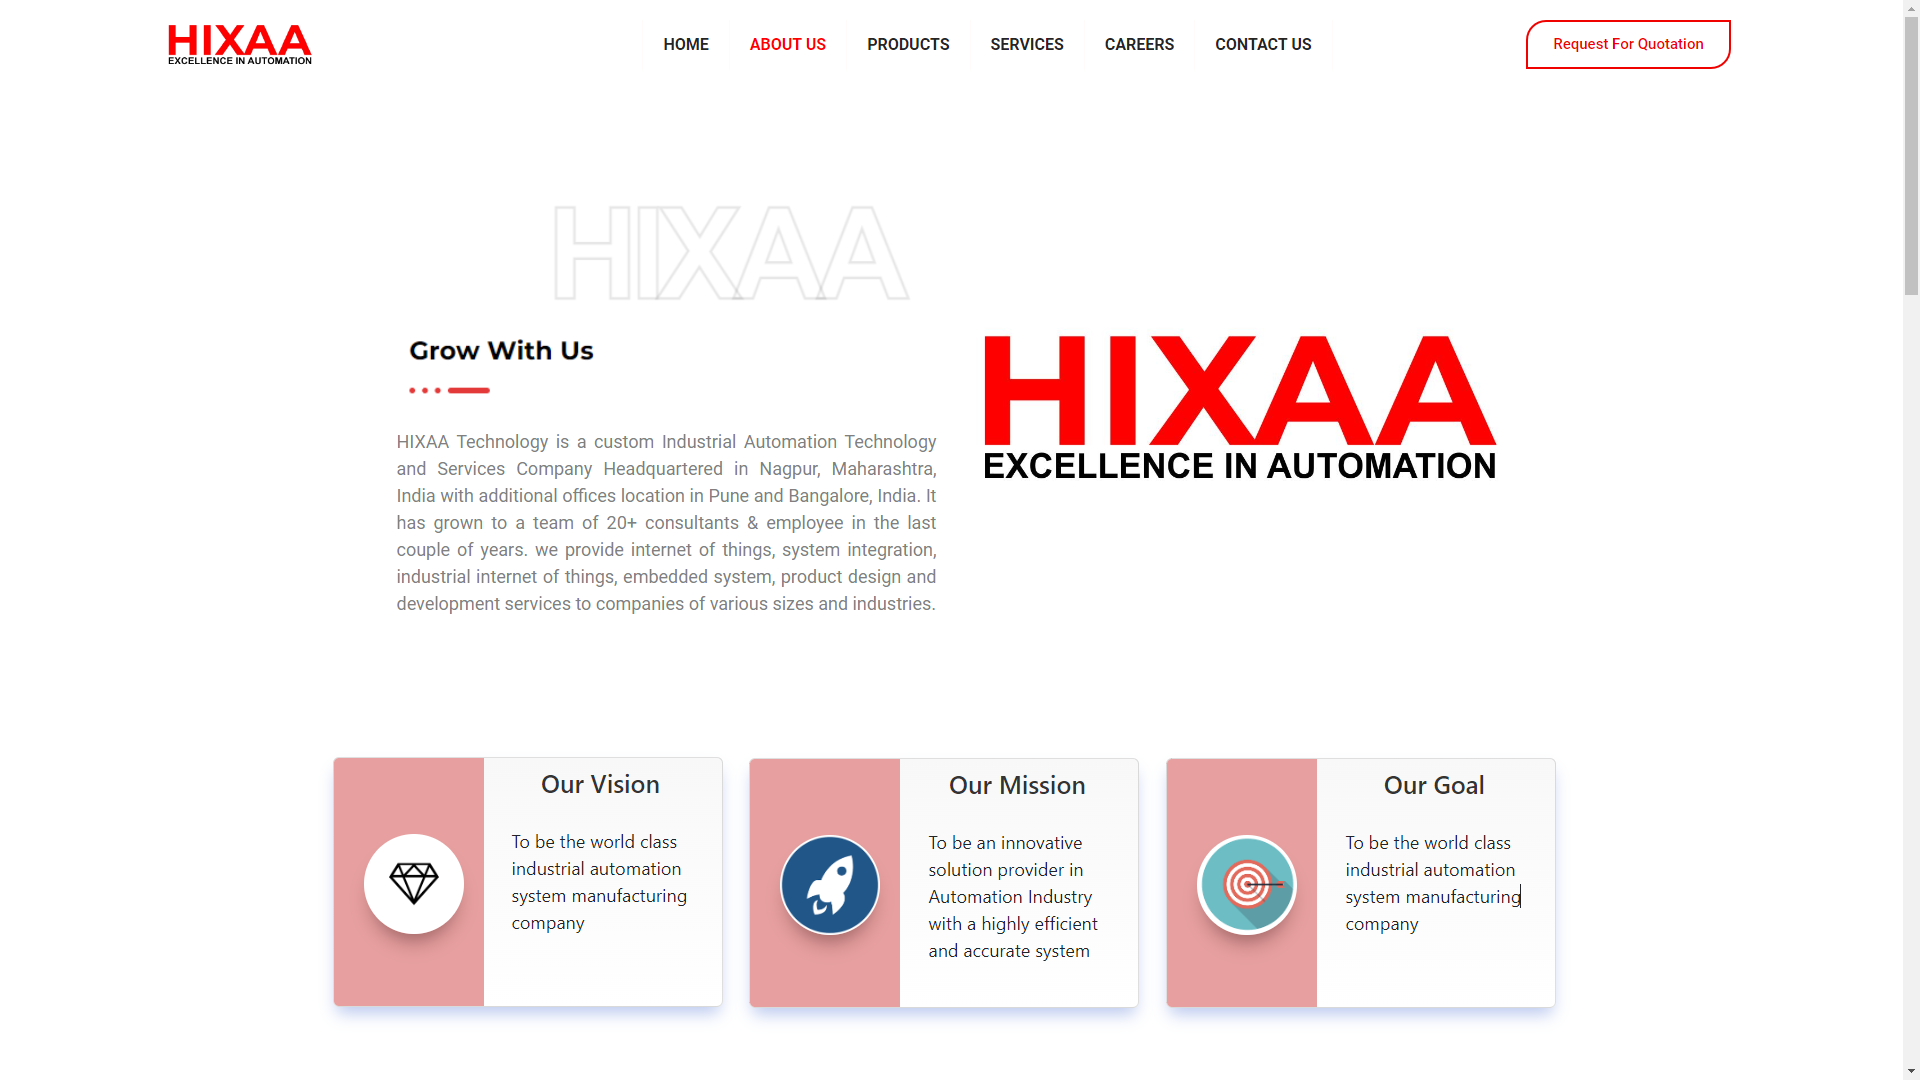 HIXAA
EXCELLENCE IN AUTOMATION
HOME
ABOUT US
PRODUCTS
SERVICES
CAREERS
CONTACT US
Request For Quotation
HIXAA
Grow With Us
HIXAA Technology is a custom Industrial Automation Technology
and Services Company Headquartered in Nagpur, Maharashtra,
India with additional offices location in Pune and Bangalore, India. It
has grown to a team of 20+ consultants & employee in the last
couple of years. we provide internet of things, system integration,
industrial internet of things, embedded system, product design and
development services to companies of various sizes and industries.
HIXAA
EXCELLENCE IN AUTOMATION
Our Vision
To be the world class
industrial automation
system manufacturing
company
Our Mission
To be an innovative
solution provider in
Automation Industry
with a highly efficient
and accurate system
Our Goal
To be the world class
industrial automation
system manufacturing
company